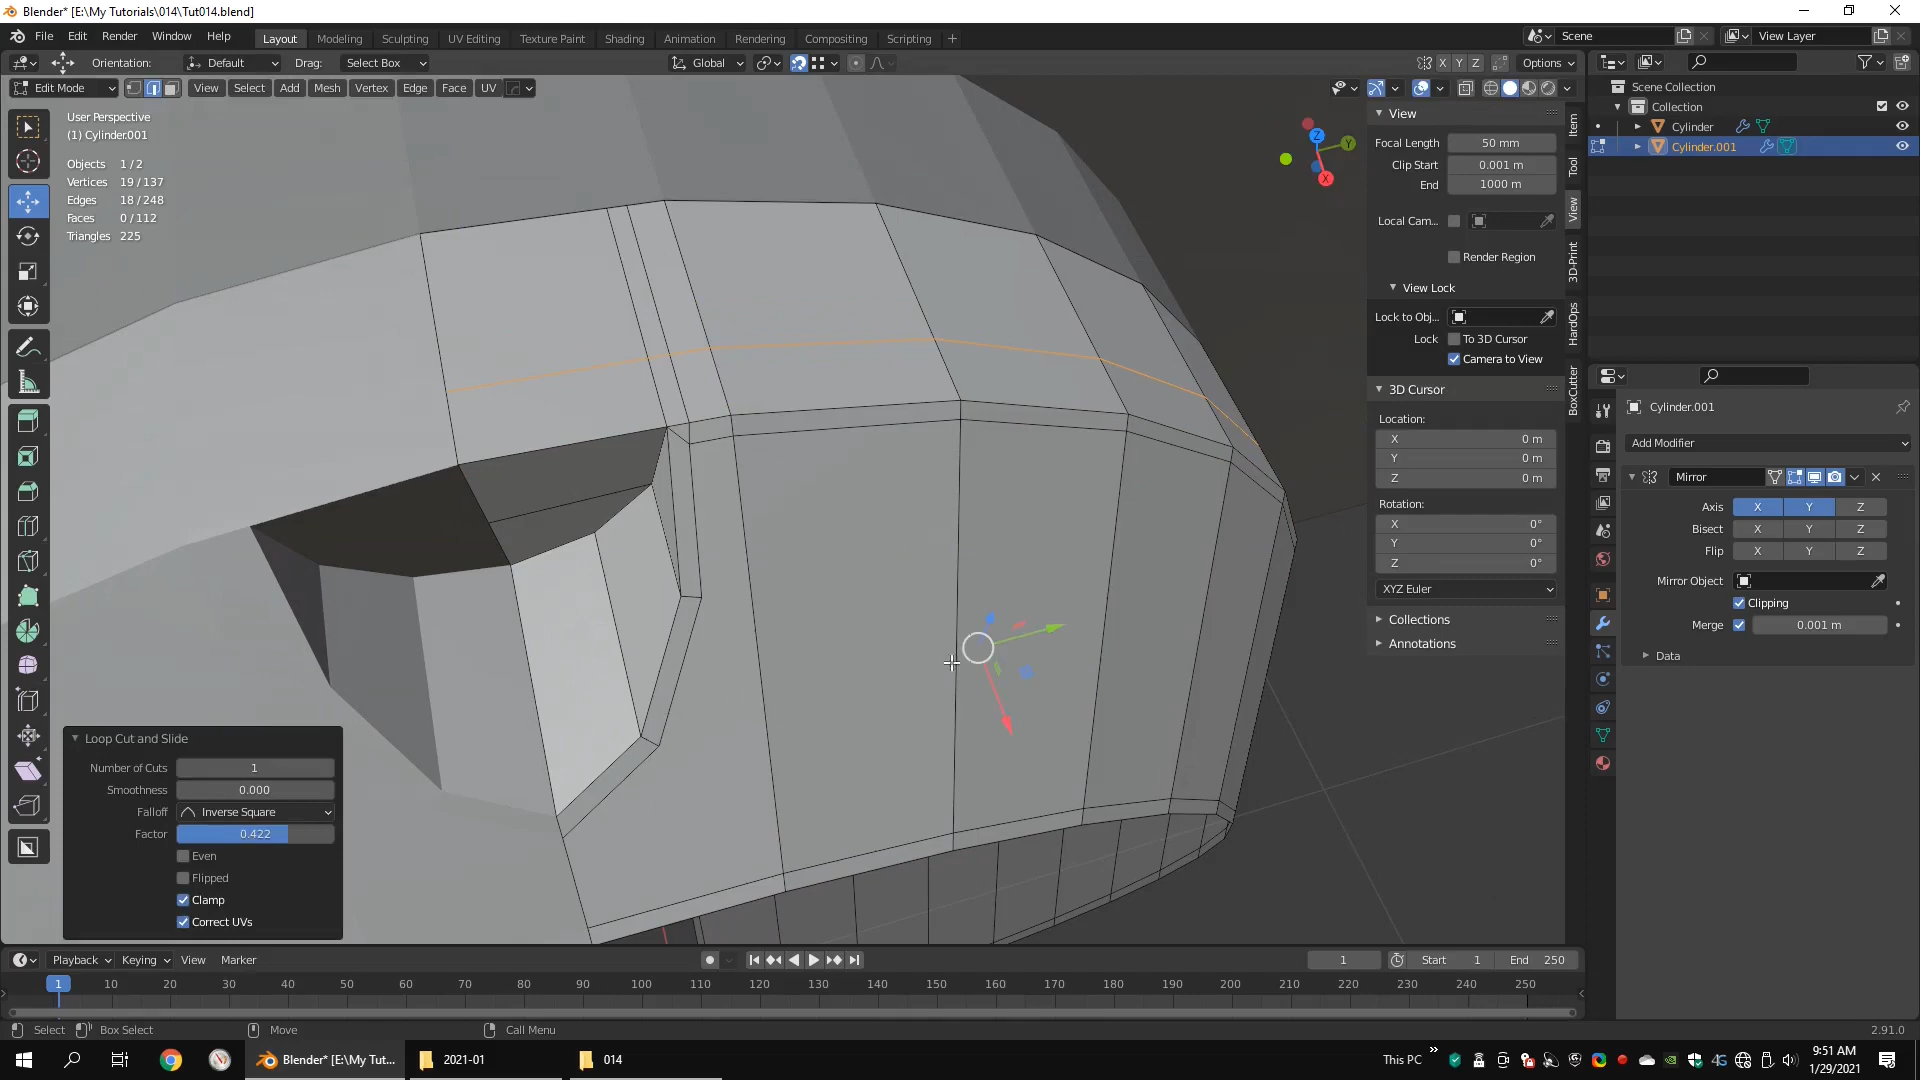 Blender* [E:\My Tutorials\014\Tut014.blend]
File Edit Render Window Help Layout Modeling Sculpting UV Editing Texture Paint Shading Animation Rendering Compositing Scripting Scene View Layer
Orientation: Default Drag: Select Box Global X Y Z Options
Edit Mode View Select Add Mesh Vertex Edge Face UV
User Perspective
(1) Cylinder.001
Objects 1 / 2
Vertices 19 / 137
Edges 18 / 248
Faces 0 / 112
Triangles 225
Z Y X
View
Focal Length 50 mm
Clip Start 0.001 m
End 1000 m
Local Cam...
Render Region
View Lock
Lock to Obj...
Lock To 3D Cursor
Camera to View
3D Cursor
Location:
X 0 m
Y 0 m
Z 0 m
Rotation:
X 0°
Y 0°
Z 0°
XYZ Euler
Collections
Annotations
Item
Tool
View
3D-Print
HardOps
BoxCutter
Scene Collection
Collection
Cylinder
Cylinder.001
Cylinder.001
Add Modifier
Mirror
Axis X Y Z
Bisect X Y Z
Flip X Y Z
Mirror Object
Clipping
Merge 0.001 m
Data
Loop Cut and Slide
Number of Cuts 1
Smoothness 0.000
Falloff Inverse Square
Factor 0.422
Even
Flipped
Clamp
Correct UVs
Playback Keying View Marker 1 Start 1 End 250
1 10 20 30 40 50 60 70 80 90 100 110 120 130 140 150 160 170 180 190 200 210 220 230 240 250
Select Box Select Move Call Menu 2.91.0
Blender* [E:\My Tut... 2021-01 014 This PC 4G 9:51 AM
1/29/2021